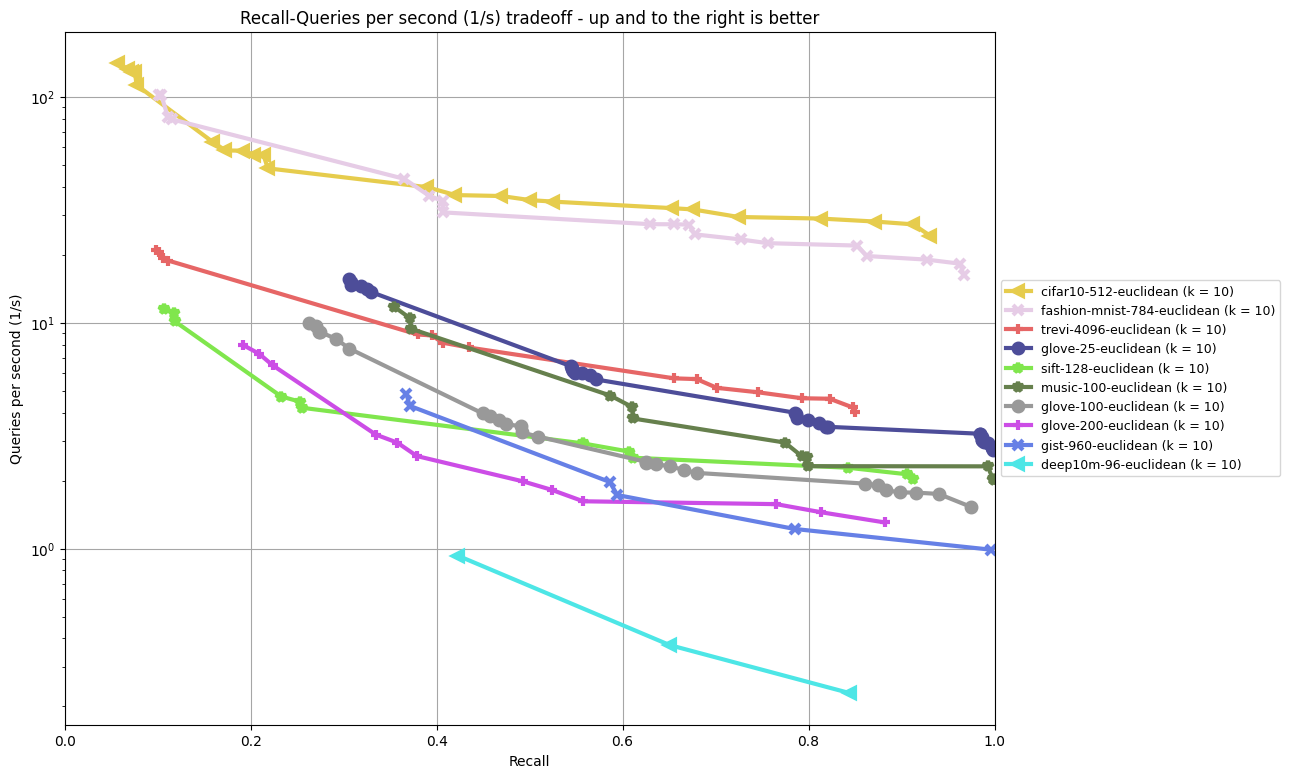 Recall-Queries per second (1/s) tradeoff - up and to the right is better
Queries per second (1/s)
10²
10¹
10⁰
0.0 0.2 0.4 0.6 0.8 1.0
Recall
cifar10-512-euclidean (k = 10)
fashion-mnist-784-euclidean (k = 10)
trevi-4096-euclidean (k = 10)
glove-25-euclidean (k = 10)
sift-128-euclidean (k = 10)
music-100-euclidean (k = 10)
glove-100-euclidean (k = 10)
glove-200-euclidean (k = 10)
gist-960-euclidean (k = 10)
deep10m-96-euclidean (k = 10)